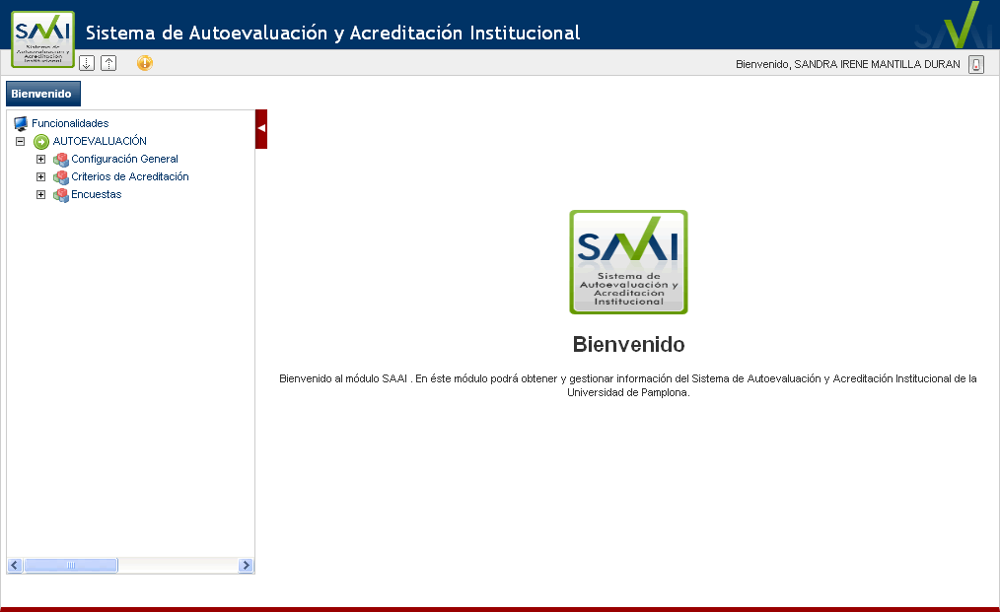 SAAI
Sistema de
Autoevaluación y
Acreditación
Institucional
Sistema de Autoevaluación y Acreditación Institucional
Bienvenido, SANDRA IRENE MANTILLA DURAN
Bienvenido
Funcionalidades
AUTOEVALUACIÓN
Configuración General
Criterios de Acreditación
Encuestas
SAAI
Sistema de
Autoevaluación y
Acreditación
Institucional
Bienvenido
Bienvenido al módulo SAAI . En éste módulo podrá obtener y gestionar información del Sistema de Autoevaluación y Acreditación Institucional de la
Universidad de Pamplona.